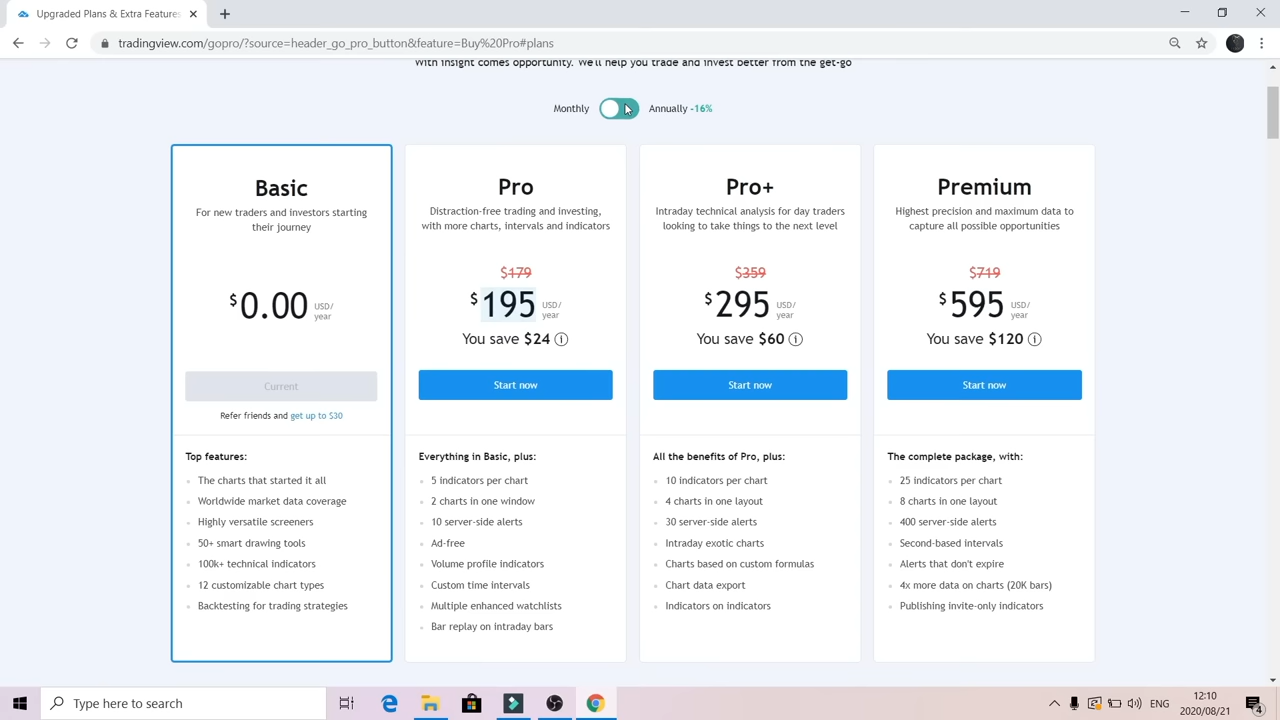 Upgraded Plans & Extra Features
tradingview.com/gopro/?source=header_go_pro_button&feature=Buy%20Pro#plans
With insight comes opportunity. We'll help you trade and invest better from the get-go
Monthly Annually -16%
Basic
For new traders and investors starting
their journey
$0.00 USD/
year
Current
Refer friends and get up to $30
Top features:
The charts that started it all
Worldwide market data coverage
Highly versatile screeners
50+ smart drawing tools
100k+ technical indicators
12 customizable chart types
Backtesting for trading strategies
Pro
Distraction-free trading and investing,
with more charts, intervals and indicators
$179
$195 USD/
year
You save $24
Start now
Everything in Basic, plus:
5 indicators per chart
2 charts in one window
10 server-side alerts
Ad-free
Volume profile indicators
Custom time intervals
Multiple enhanced watchlists
Bar replay on intraday bars
Pro+
Intraday technical analysis for day traders
looking to take things to the next level
$359
$295 USD/
year
You save $60
Start now
All the benefits of Pro, plus:
10 indicators per chart
4 charts in one layout
30 server-side alerts
Intraday exotic charts
Charts based on custom formulas
Chart data export
Indicators on indicators
Premium
Highest precision and maximum data to
capture all possible opportunities
$719
$595 USD/
year
You save $120
Start now
The complete package, with:
25 indicators per chart
8 charts in one layout
400 server-side alerts
Second-based intervals
Alerts that don't expire
4x more data on charts (20K bars)
Publishing invite-only indicators
Type here to search
ENG
12:10
2020/08/21
4